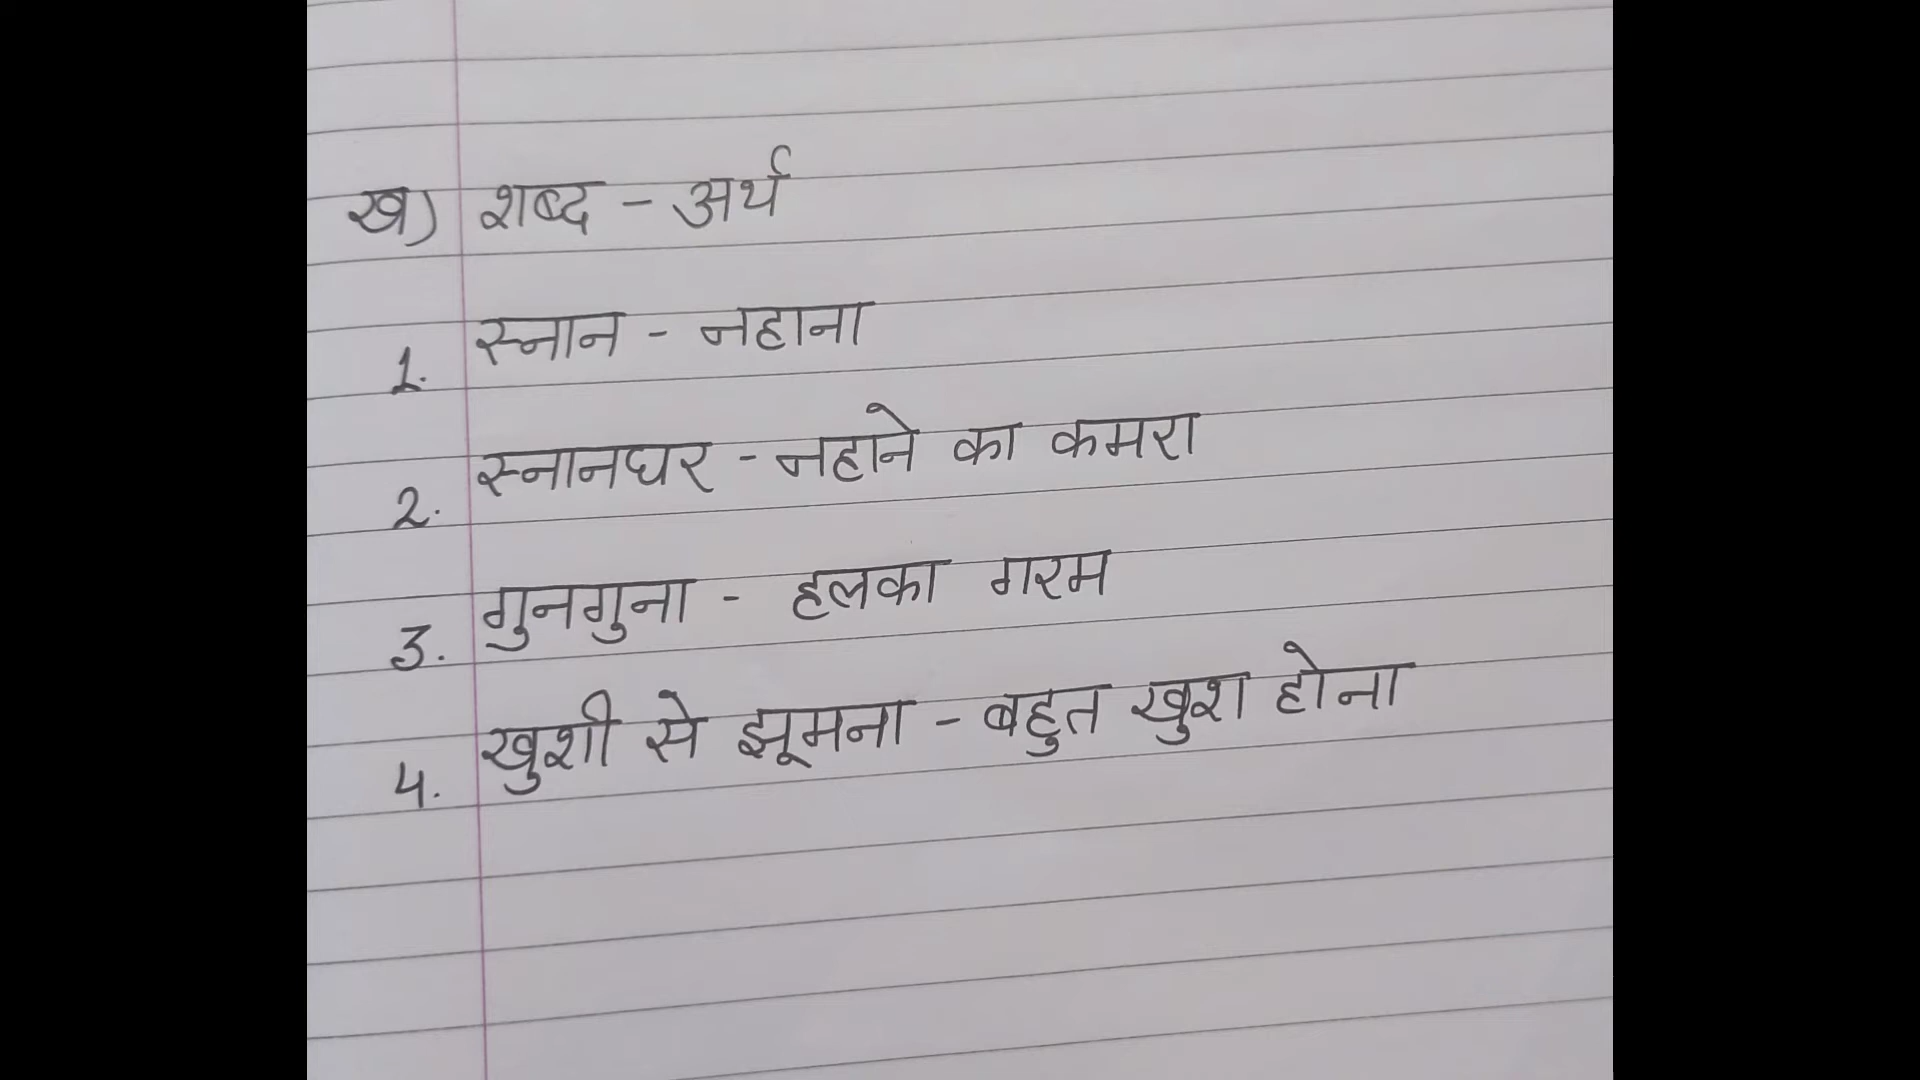 ख) शब्द - अर्थ
1. स्नान - नहाना
2. स्नानघर - नहाने का कमरा
3. गुनगुना - हलका गरम
4. खुशी से झूमना - बहुत खुश होना